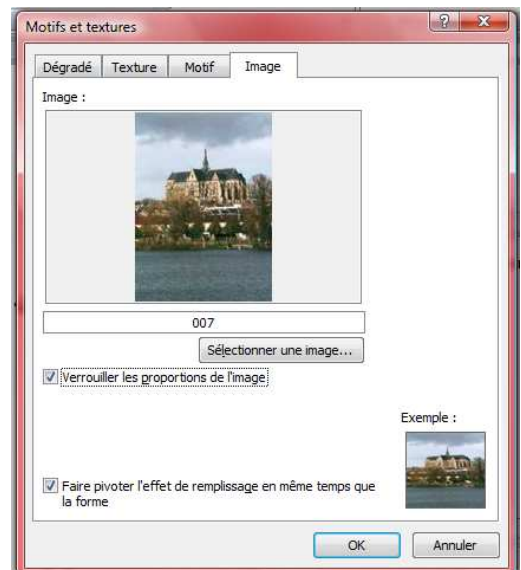 Motifs et textures
Dégradé Texture Motif Image
Image :
007
Sélectionner une image...
Verrouiller les proportions de l'image
Exemple :
Faire pivoter l'effet de remplissage en même temps que
la forme
OK Annuler